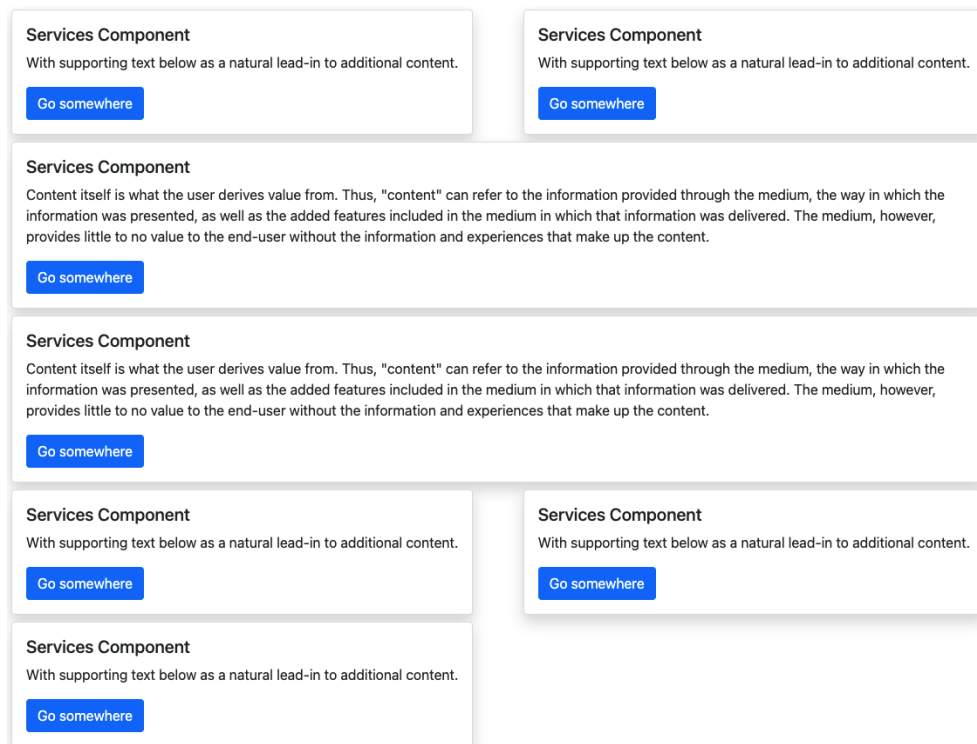 Services Component
With supporting text below as a natural lead-in to additional content.
Go somewhere
Services Component
With supporting text below as a natural lead-in to additional content.
Go somewhere
Services Component
Content itself is what the user derives value from. Thus, "content" can refer to the information provided through the medium, the way in which the
information was presented, as well as the added features included in the medium in which that information was delivered. The medium, however,
provides little to no value to the end-user without the information and experiences that make up the content.
Go somewhere
Services Component
Content itself is what the user derives value from. Thus, "content" can refer to the information provided through the medium, the way in which the
information was presented, as well as the added features included in the medium in which that information was delivered. The medium, however,
provides little to no value to the end-user without the information and experiences that make up the content.
Go somewhere
Services Component
With supporting text below as a natural lead-in to additional content.
Go somewhere
Services Component
With supporting text below as a natural lead-in to additional content.
Go somewhere
Services Component
With supporting text below as a natural lead-in to additional content.
Go somewhere